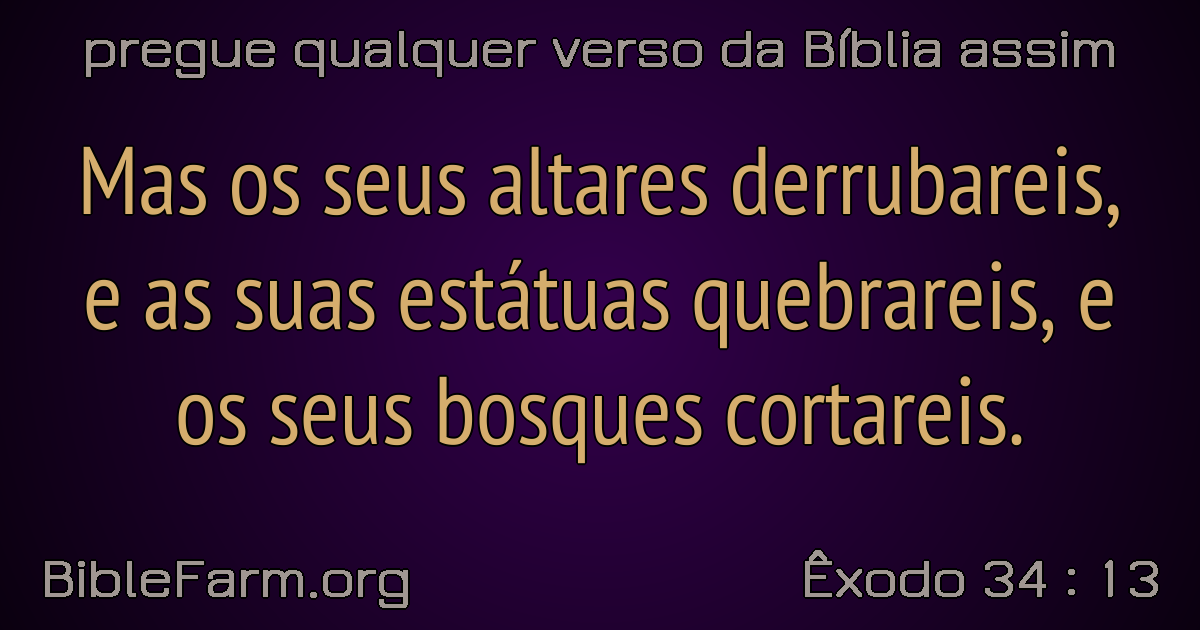 pregue qualquer verso da Bíblia assim
Mas os seus altares derrubareis,
e as suas estátuas quebrareis, e
os seus bosques cortareis.
BibleFarm.org
Êxodo 34 : 13